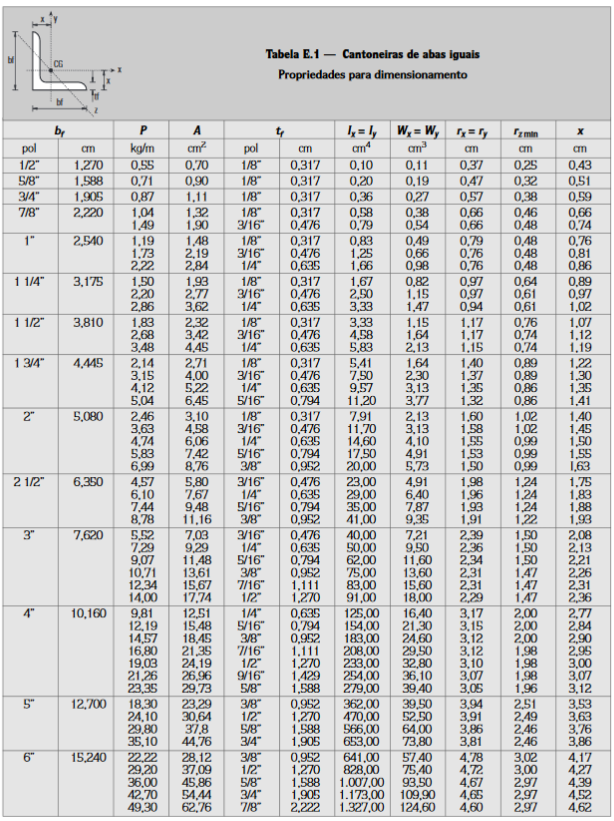 x
y
bf
CG
x
x
tf
bf
z
Tabela E.1 — Cantoneiras de abas iguais
Propriedades para dimensionamento
bf P A tf Ix = Iy Wx = Wy rx = ry rz min x
pol cm kg/m cm² pol cm cm⁴ cm³ cm cm cm
1/2" 1,270 0,55 0,70 1/8" 0,317 0,10 0,11 0,37 0,25 0,43
5/8" 1,588 0,71 0,90 1/8" 0,317 0,20 0,19 0,47 0,32 0,51
3/4" 1,905 0,87 1,11 1/8" 0,317 0,36 0,27 0,57 0,38 0,59
7/8" 2,220 1,04 1,32 1/8" 0,317 0,58 0,38 0,66 0,46 0,66
1,49 1,90 3/16" 0,476 0,79 0,54 0,66 0,48 0,74
1" 2,540 1,19 1,48 1/8" 0,317 0,83 0,49 0,79 0,48 0,76
1,73 2,19 3/16" 0,476 1,25 0,66 0,76 0,48 0,81
2,22 2,84 1/4" 0,635 1,66 0,98 0,76 0,48 0,86
1 1/4" 3,175 1,50 1,93 1/8" 0,317 1,67 0,82 0,97 0,64 0,89
2,20 2,77 3/16" 0,476 2,50 1,15 0,97 0,61 0,97
2,86 3,62 1/4" 0,635 3,33 1,47 0,94 0,61 1,02
1 1/2" 3,810 1,83 2,32 1/8" 0,317 3,33 1,15 1,17 0,76 1,07
2,68 3,42 3/16" 0,476 4,58 1,64 1,17 0,74 1,12
3,48 4,45 1/4" 0,635 5,83 2,13 1,15 0,74 1,19
1 3/4" 4,445 2,14 2,71 1/8" 0,317 5,41 1,64 1,40 0,89 1,22
3,15 4,00 3/16" 0,476 7,50 2,30 1,37 0,89 1,30
4,12 5,22 1/4" 0,635 9,57 3,13 1,35 0,86 1,35
5,04 6,45 5/16" 0,794 11,20 3,77 1,32 0,86 1,41
2" 5,080 2,46 3,10 1/8" 0,317 7,91 2,13 1,60 1,02 1,40
3,63 4,58 3/16" 0,476 11,70 3,13 1,58 1,02 1,45
4,74 6,06 1/4" 0,635 14,60 4,10 1,55 0,99 1,50
5,83 7,42 5/16" 0,794 17,50 4,91 1,53 0,99 1,55
6,99 8,76 3/8" 0,952 20,00 5,73 1,50 0,99 1,63
2 1/2" 6,350 4,57 5,80 3/16" 0,476 23,00 4,91 1,98 1,24 1,75
6,10 7,67 1/4" 0,635 29,00 6,40 1,96 1,24 1,83
7,44 9,48 5/16" 0,794 35,00 7,87 1,93 1,24 1,88
8,78 11,16 3/8" 0,952 41,00 9,35 1,91 1,22 1,93
3" 7,620 5,52 7,03 3/16" 0,476 40,00 7,21 2,39 1,50 2,08
7,29 9,29 1/4" 0,635 50,00 9,50 2,36 1,50 2,13
9,07 11,48 5/16" 0,794 62,00 11,60 2,34 1,50 2,21
10,71 13,61 3/8" 0,952 75,00 13,60 2,31 1,47 2,26
12,34 15,67 7/16" 1,111 83,00 15,60 2,31 1,47 2,31
14,00 17,74 1/2" 1,270 91,00 18,00 2,29 1,47 2,36
4" 10,160 9,81 12,51 1/4" 0,635 125,00 16,40 3,17 2,00 2,77
12,19 15,48 5/16" 0,794 154,00 21,30 3,15 2,00 2,84
14,57 18,45 3/8" 0,952 183,00 24,60 3,12 2,00 2,90
16,80 21,35 7/16" 1,111 208,00 29,50 3,12 1,98 2,95
19,03 24,19 1/2" 1,270 233,00 32,80 3,10 1,98 3,00
21,26 26,96 9/16" 1,429 254,00 36,10 3,07 1,98 3,07
23,35 29,73 5/8" 1,588 279,00 39,40 3,05 1,96 3,12
5" 12,700 18,30 23,29 3/8" 0,952 362,00 39,50 3,94 2,51 3,53
24,10 30,64 1/2" 1,270 470,00 52,50 3,91 2,49 3,63
29,80 37,8 5/8" 1,588 566,00 64,00 3,86 2,46 3,76
35,10 44,76 3/4" 1,905 653,00 73,80 3,81 2,46 3,86
6" 15,240 22,22 28,12 3/8" 0,952 641,00 57,40 4,78 3,02 4,17
29,20 37,09 1/2" 1,270 828,00 75,40 4,72 3,00 4,27
36,00 45,86 5/8" 1,588 1.007,00 93,50 4,67 2,97 4,39
42,70 54,44 3/4" 1,905 1.173,00 109,90 4,65 2,97 4,52
49,30 62,76 7/8" 2,222 1.327,00 124,60 4,60 2,97 4,62